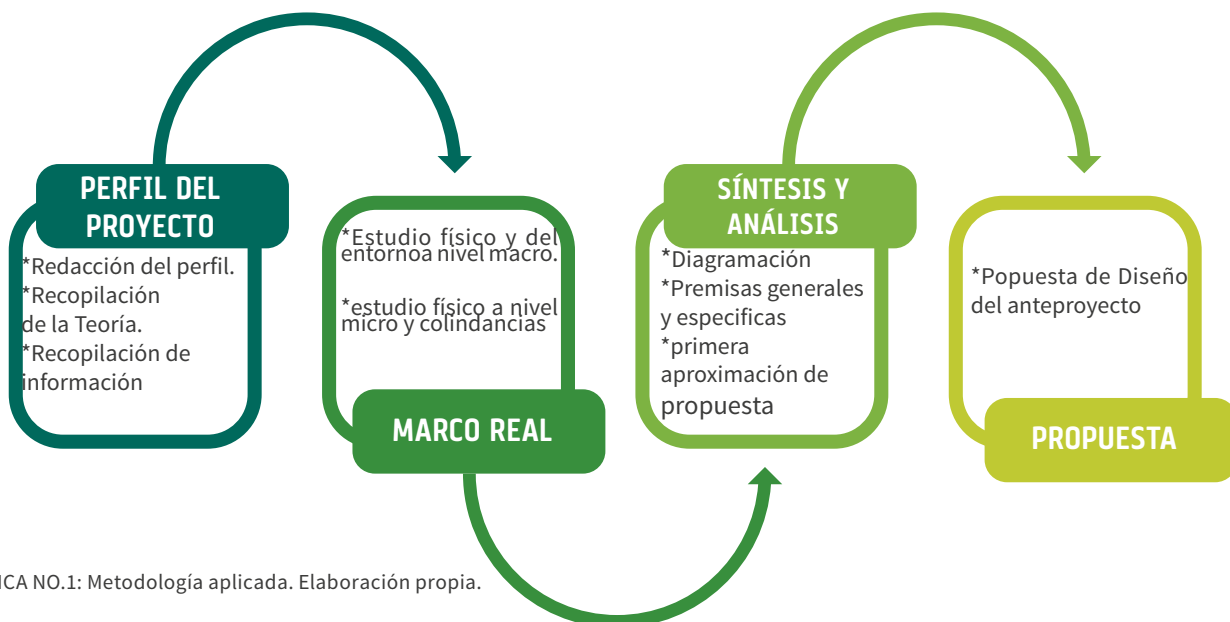 PERFIL DEL
PROYECTO
*Redacción del perfil.
*Recopilación
de la Teoría.
*Recopilación de
información
*Estudio físico y del
entornoa nivel macro.
*estudio físico a nivel
micro y colindancias
MARCO REAL
SÍNTESIS Y
ANÁLISIS
*Diagramación
*Premisas generales
y especificas
*primera
aproximación de
propuesta
*Popuesta de Diseño
del anteproyecto
PROPUESTA
ICA NO.1: Metodología aplicada. Elaboración propia.